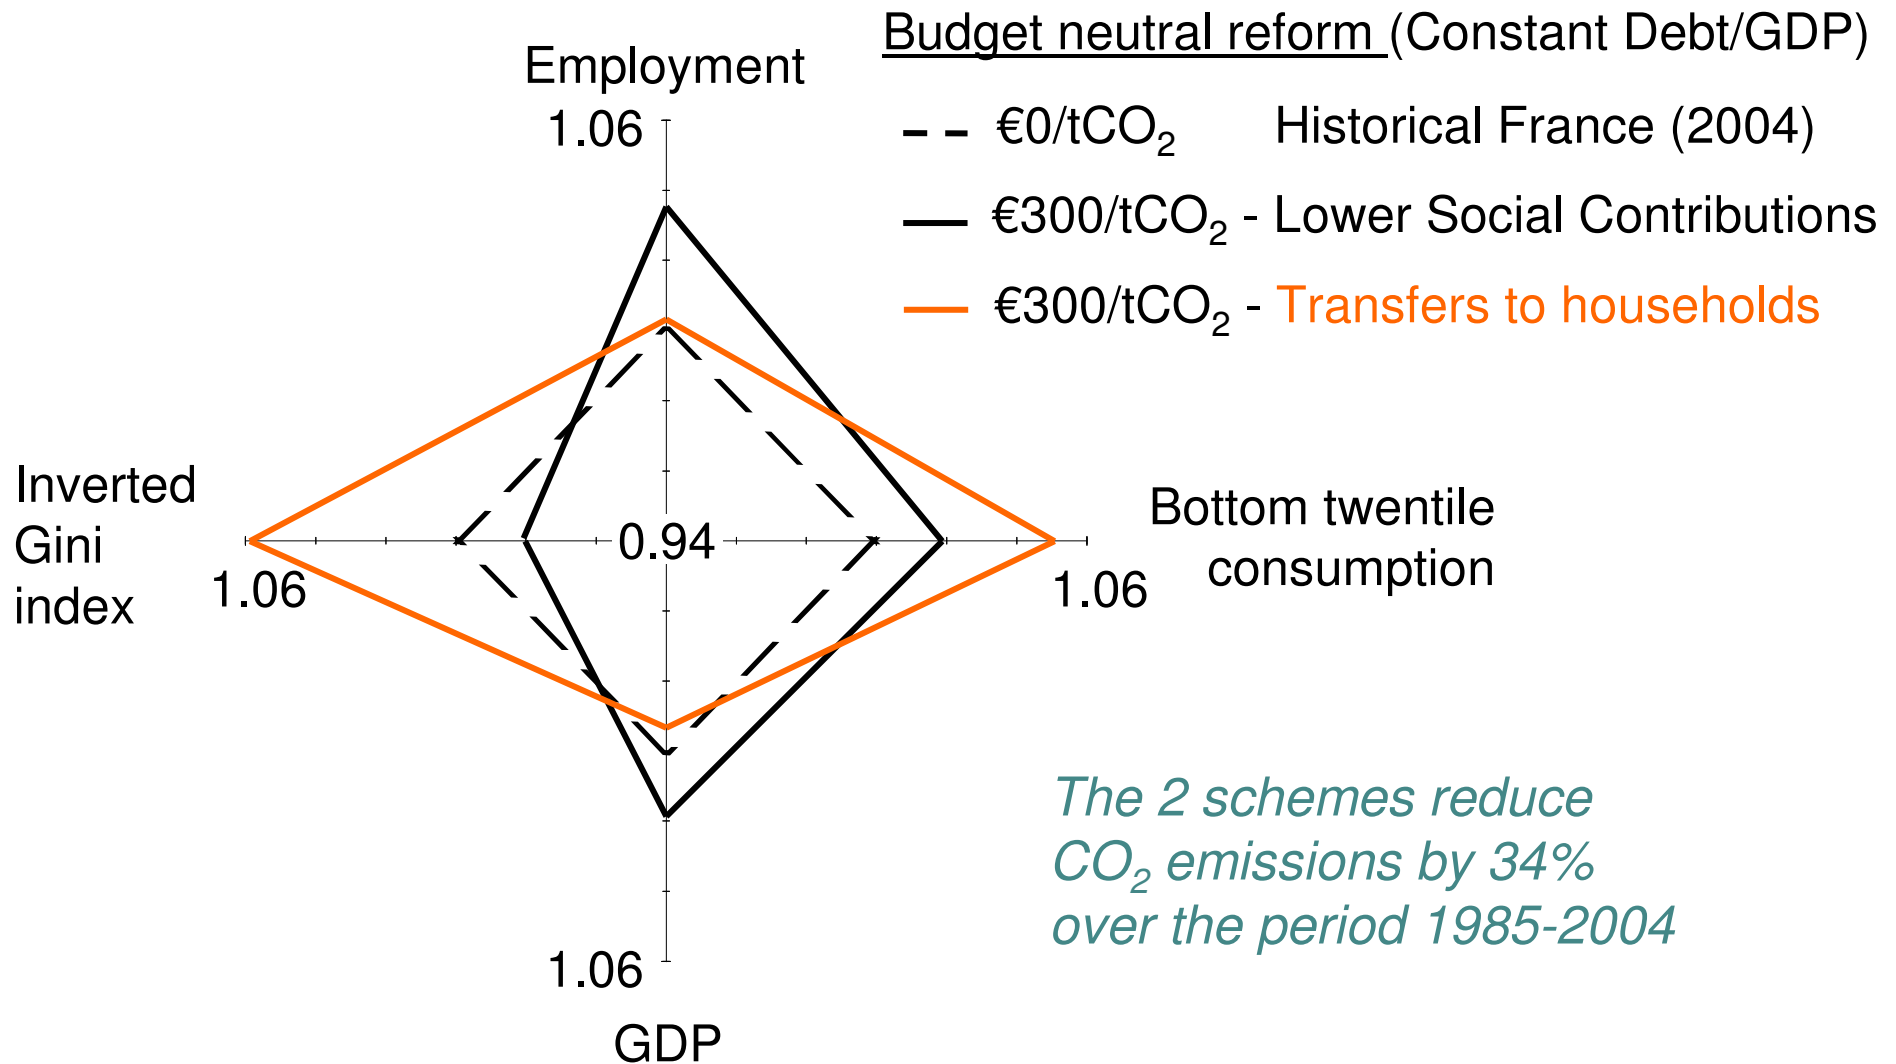 Budget neutral reform (Constant Debt/GDP)
Employment
1.06
€0/tCO₂ Historical France (2004)
€300/tCO₂ - Lower Social Contributions
€300/tCO₂ - Transfers to households
Inverted
Gini
index
1.06
0.94
Bottom twentile
consumption
1.06
The 2 schemes reduce
CO₂ emissions by 34%
over the period 1985-2004
1.06
GDP